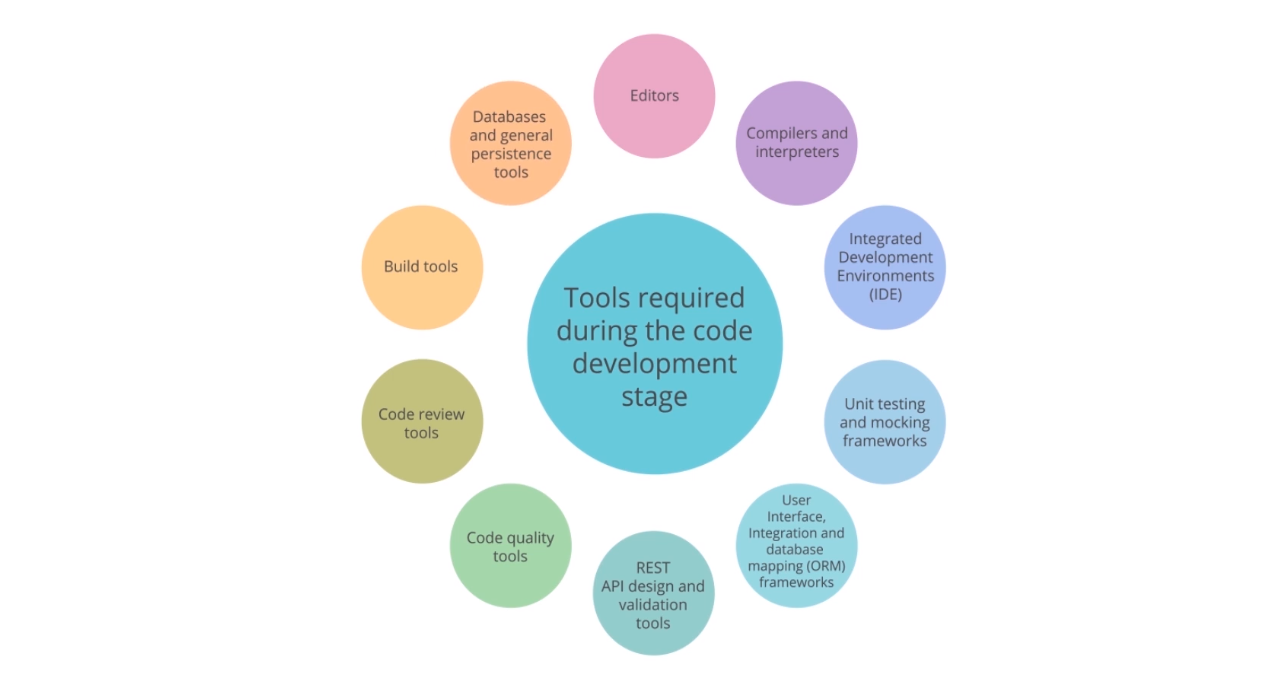 Editors
Compilers and
interpreters
Integrated
Development
Environments
(IDE)
Unit testing
and mocking
frameworks
User
Interface,
Integration and
database
mapping (ORM)
frameworks
REST
API design and
validation
tools
Code quality
tools
Code review
tools
Build tools
Databases
and general
persistence
tools
Tools required
during the code
development
stage